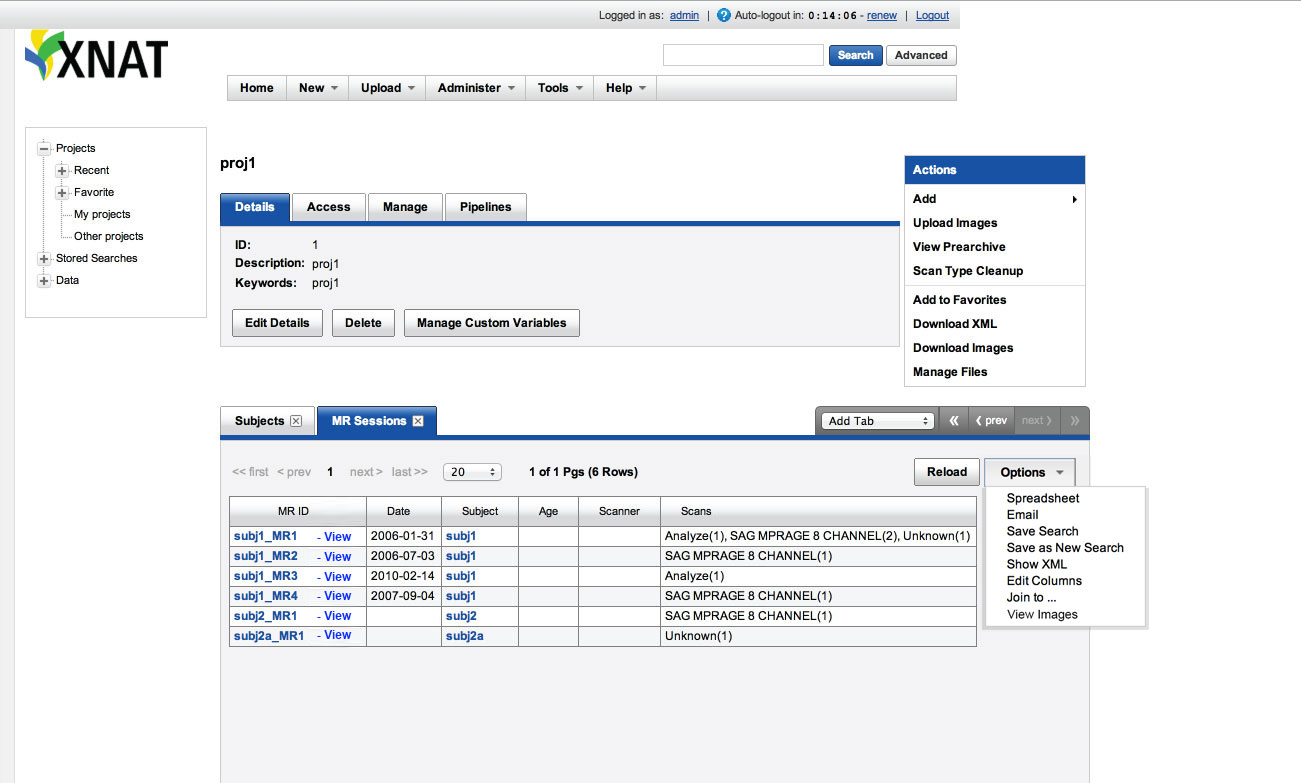 Logged in as: admin | ? Auto-logout in: 0:14:06 - renew | Logout
XNAT
Search Advanced
Home New Upload Administer Tools Help
Projects
Recent
Favorite
My projects
Other projects
Stored Searches
Data
proj1
Details Access Manage Pipelines
ID: 1
Description: proj1
Keywords: proj1
Edit Details Delete Manage Custom Variables
Actions
Add
Upload Images
View Prearchive
Scan Type Cleanup
Add to Favorites
Download XML
Download Images
Manage Files
Subjects MR Sessions Add Tab « ‹ prev next › »
<< first < prev 1 next > last >> 20 1 of 1 Pgs (6 Rows) Reload Options
MR ID Date Subject Age Scanner Scans
subj1_MR1 - View 2006-01-31 subj1 Analyze(1), SAG MPRAGE 8 CHANNEL(2), Unknown(1)
subj1_MR2 - View 2006-07-03 subj1 SAG MPRAGE 8 CHANNEL(1)
subj1_MR3 - View 2010-02-14 subj1 Analyze(1)
subj1_MR4 - View 2007-09-04 subj1 SAG MPRAGE 8 CHANNEL(1)
subj2_MR1 - View subj2 SAG MPRAGE 8 CHANNEL(1)
subj2a_MR1 - View subj2a Unknown(1)
Spreadsheet
Email
Save Search
Save as New Search
Show XML
Edit Columns
Join to ...
View Images